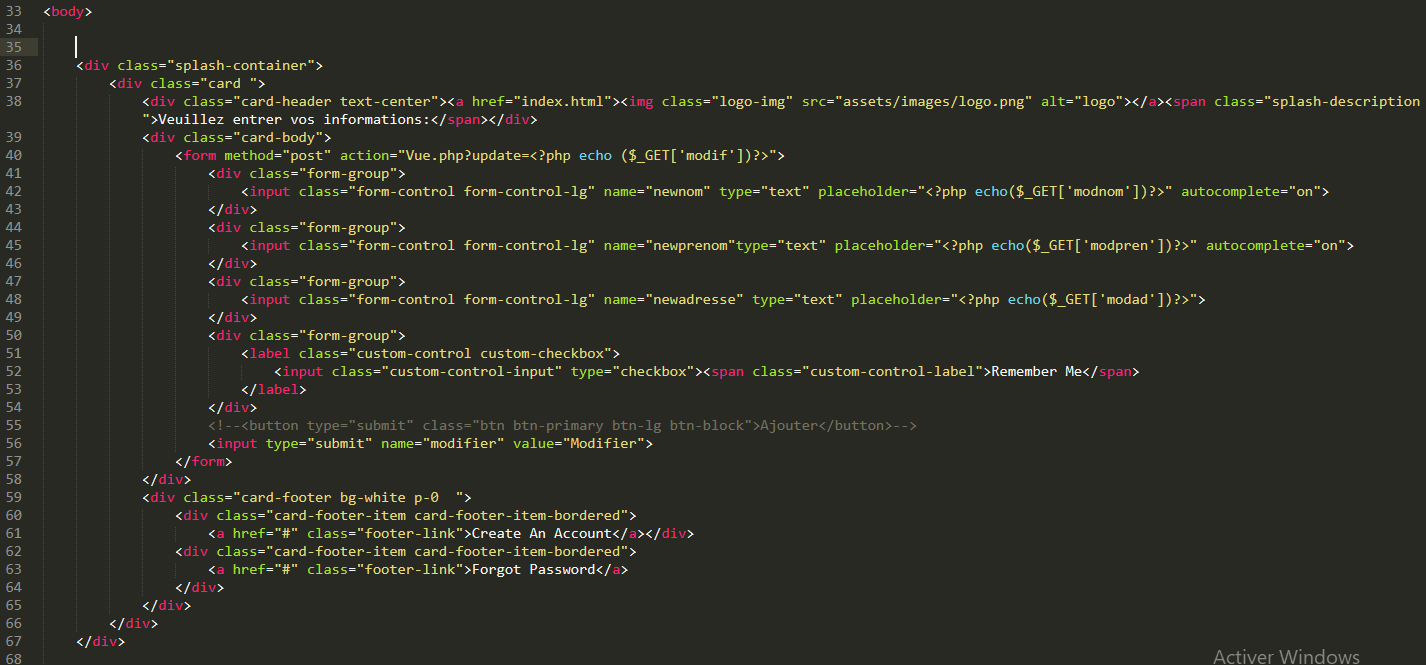 33 <body>
34
35
36 <div class="splash-container">
37 <div class="card ">
38 <div class="card-header text-center"><a href="index.html"><img class="logo-img" src="assets/images/logo.png" alt="logo"></a><span class="splash-description
">Veuillez entrer vos informations:</span></div>
39 <div class="card-body">
40 <form method="post" action="Vue.php?update=<?php echo ($_GET['modif'])?>">
41 <div class="form-group">
42 <input class="form-control form-control-lg" name="newnom" type="text" placeholder="<?php echo($_GET['modnom'])?>" autocomplete="on">
43 </div>
44 <div class="form-group">
45 <input class="form-control form-control-lg" name="newprenom"type="text" placeholder="<?php echo($_GET['modpren'])?>" autocomplete="on">
46 </div>
47 <div class="form-group">
48 <input class="form-control form-control-lg" name="newadresse" type="text" placeholder="<?php echo($_GET['modad'])?>">
49 </div>
50 <div class="form-group">
51 <label class="custom-control custom-checkbox">
52 <input class="custom-control-input" type="checkbox"><span class="custom-control-label">Remember Me</span>
53 </label>
54 </div>
55 <!--<button type="submit" class="btn btn-primary btn-lg btn-block">Ajouter</button>-->
56 <input type="submit" name="modifier" value="Modifier">
57 </form>
58 </div>
59 <div class="card-footer bg-white p-0  ">
60 <div class="card-footer-item card-footer-item-bordered">
61 <a href="#" class="footer-link">Create An Account</a></div>
62 <div class="card-footer-item card-footer-item-bordered">
63 <a href="#" class="footer-link">Forgot Password</a>
64 </div>
65 </div>
66 </div>
67 </div>
68
Activer Windows